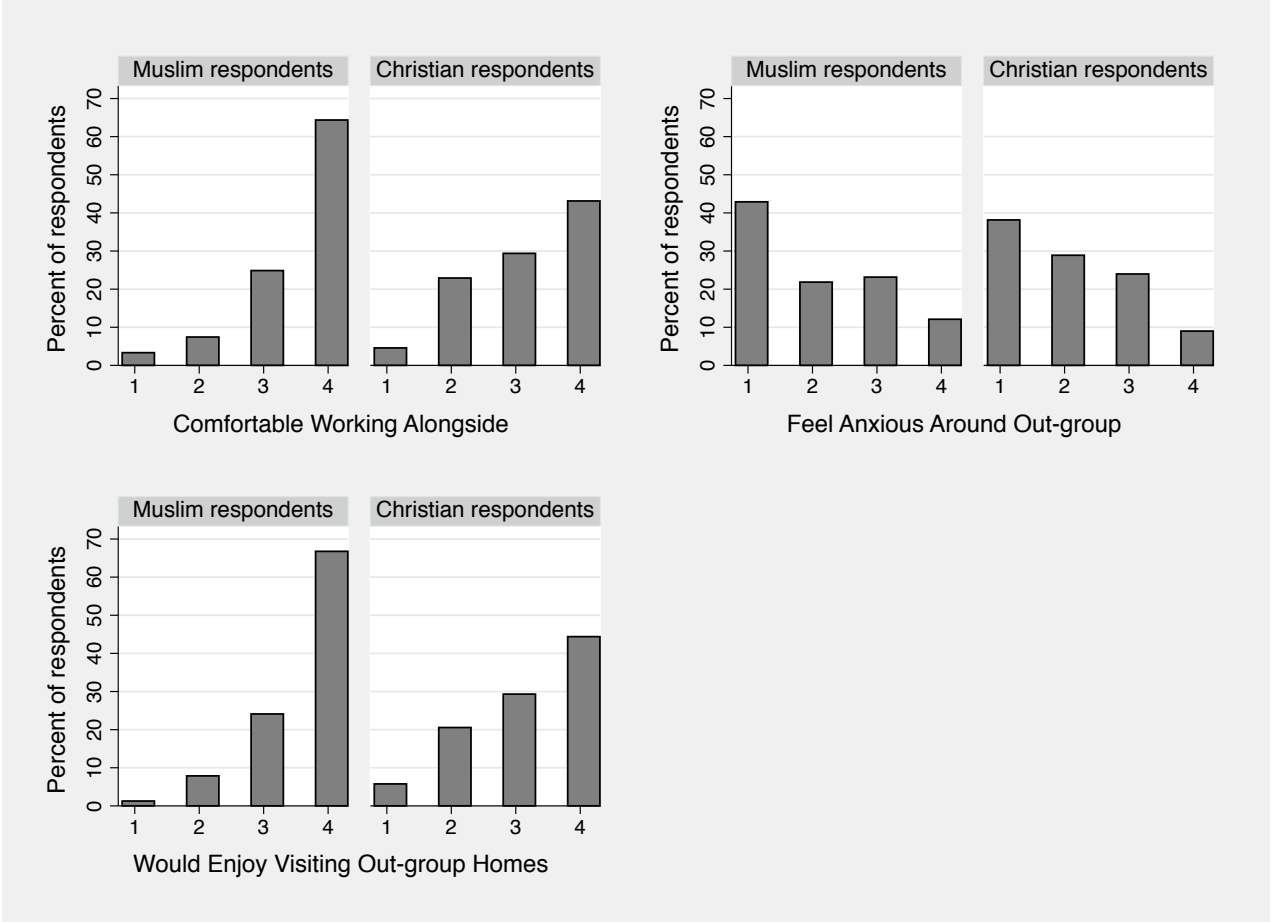 Muslim respondents Christian respondents
Percent of respondents
0 10 20 30 40 50 60 70
1 2 3 4 1 2 3 4
Comfortable Working Alongside
Muslim respondents Christian respondents
Percent of respondents
0 10 20 30 40 50 60 70
1 2 3 4 1 2 3 4
Feel Anxious Around Out-group
Muslim respondents Christian respondents
Percent of respondents
0 10 20 30 40 50 60 70
1 2 3 4 1 2 3 4
Would Enjoy Visiting Out-group Homes